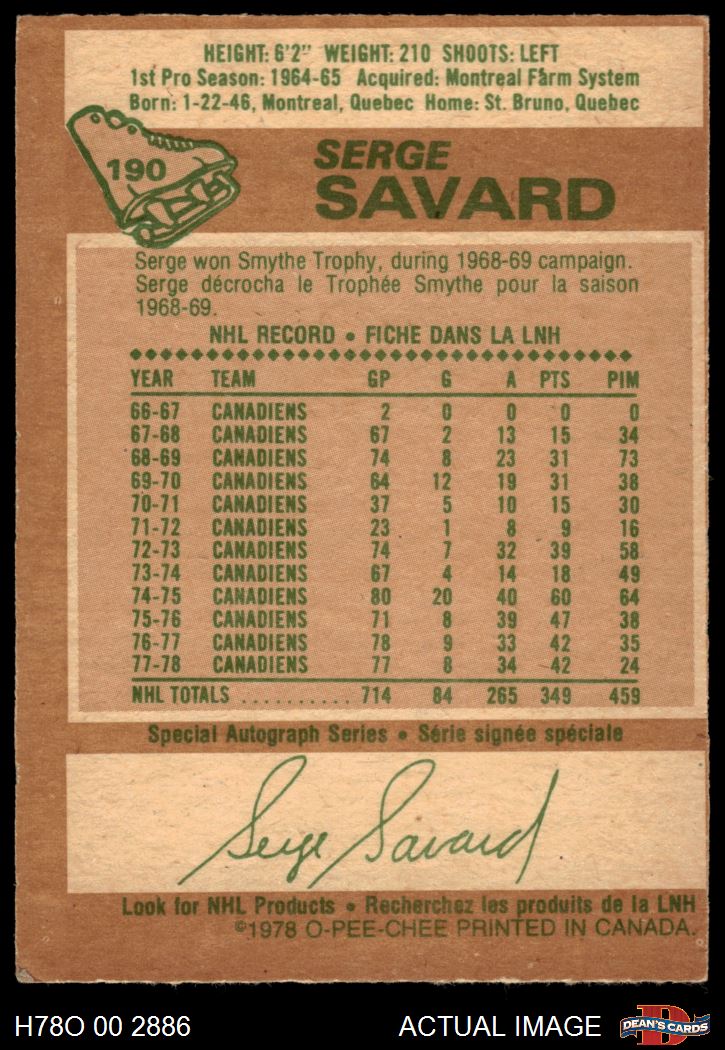 HEIGHT: 6'2" WEIGHT: 210 SHOOTS: LEFT
1st Pro Season: 1964-65 Acquired: Montreal Farm System
Born: 1-22-46, Montreal, Quebec Home: St. Bruno, Quebec
190
SERGE
SAVARD
Serge won Smythe Trophy, during 1968-69 campaign.
Serge décrocha le Trophée Smythe pour la saison
1968-69.
NHL RECORD • FICHE DANS LA LNH
YEAR TEAM GP G A PTS PIM
66-67 CANADIENS 2 0 0 0 0
67-68 CANADIENS 67 2 13 15 34
68-69 CANADIENS 74 8 23 31 73
69-70 CANADIENS 64 12 19 31 38
70-71 CANADIENS 37 5 10 15 30
71-72 CANADIENS 23 1 8 9 16
72-73 CANADIENS 74 7 32 39 58
73-74 CANADIENS 67 4 14 18 49
74-75 CANADIENS 80 20 40 60 64
75-76 CANADIENS 71 8 39 47 38
76-77 CANADIENS 78 9 33 42 35
77-78 CANADIENS 77 8 34 42 24
NHL TOTALS .......... 714 84 265 349 459
Special Autograph Series • Série signée spéciale
Serge Savard
Look for NHL Products • Recherchez les produits de la LNH
©1978 O-PEE-CHEE PRINTED IN CANADA.
H78O 00 2886 ACTUAL IMAGE D DEAN'S CARDS